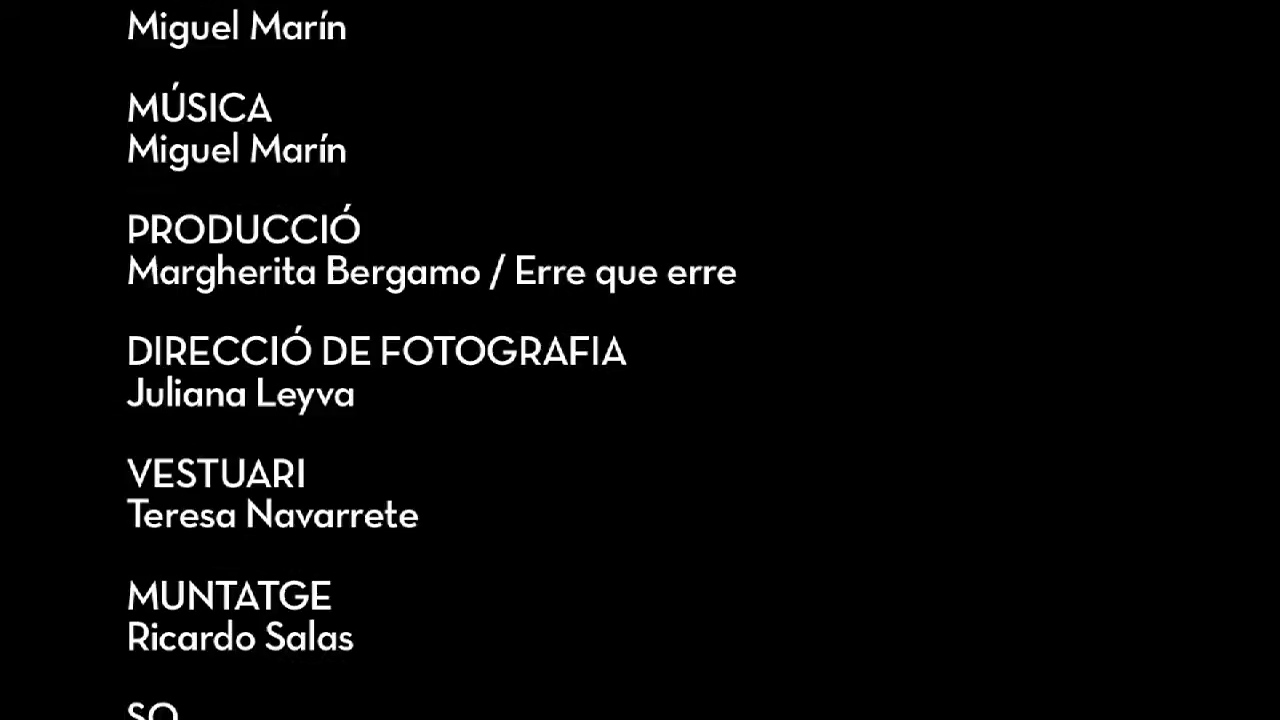 Miguel Marín
MÚSICA
Miguel Marín
PRODUCCIÓ
Margherita Bergamo / Erre que erre
DIRECCIÓ DE FOTOGRAFIA
Juliana Leyva
VESTUARI
Teresa Navarrete
MUNTATGE
Ricardo Salas
SO